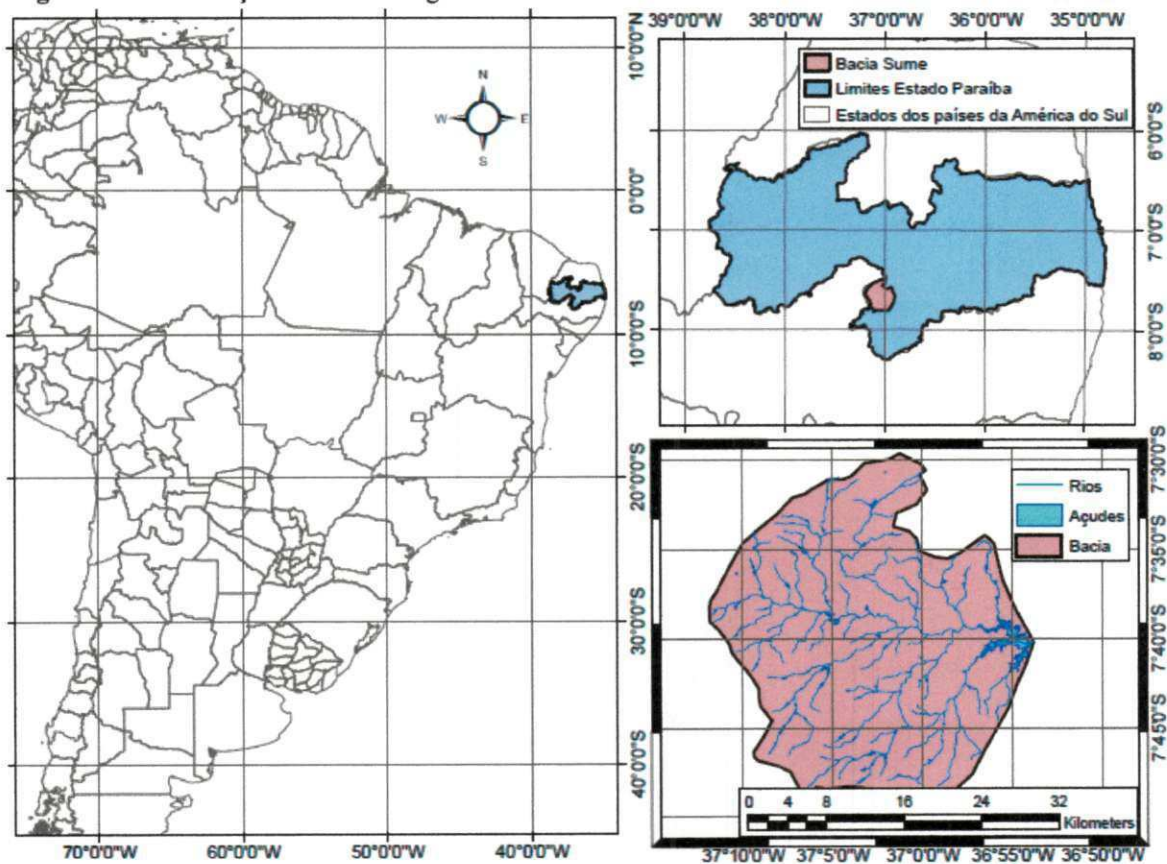 N
W
E
S
10°0'0"N
0°0'0"
10°0'0"S
20°0'0"S
30°0'0"S
40°0'0"S
70°0'0"W 60°0'0"W 50°0'0"W 40°0'0"W
39°0'0"W 38°0'0"W 37°0'0"W 36°0'0"W 35°0'0"W
Bacia Sume
Limites Estado Paraíba
Estados dos países da América do Sul
6°0'0"S
7°0'0"S
8°0'0"S
Rios
Açudes
Bacia
7°30'0"S
7°35'0"S
7°40'0"S
7°45'0"S
0 4 8 16 24 32
Kilometers
37°10'0"W 37°5'0"W 37°0'0"W 36°55'0"W 36°50'0"W